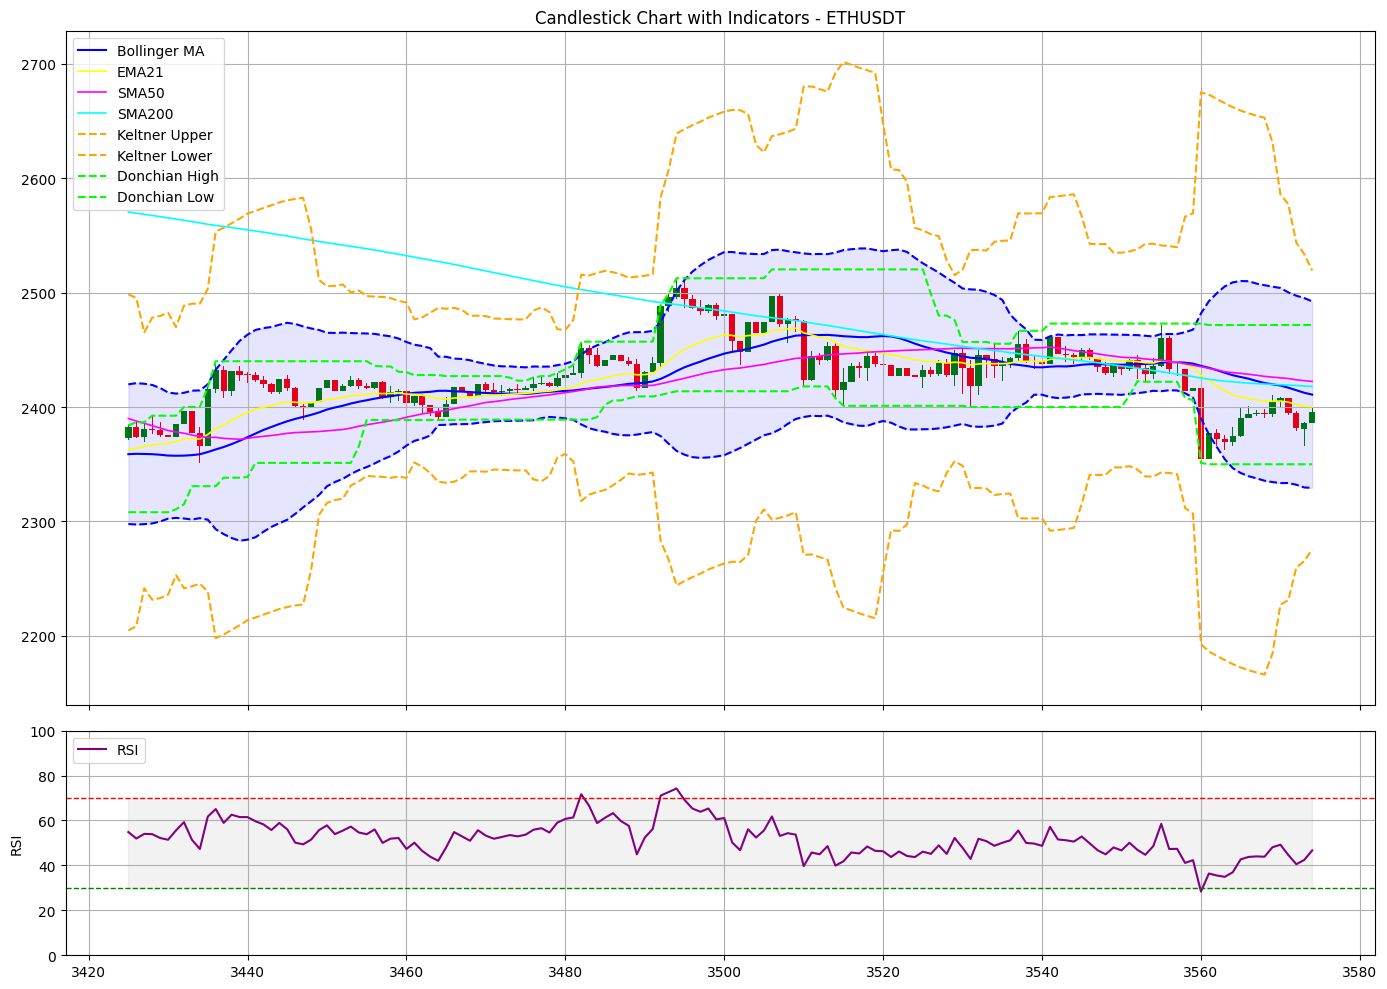 Candlestick Chart with Indicators - ETHUSDT
Bollinger MA
EMA21
SMA50
SMA200
Keltner Upper
Keltner Lower
Donchian High
Donchian Low
2700
2600
2500
2400
2300
2200
RSI
100
80
60
40
20
0
RSI
3420 3440 3460 3480 3500 3520 3540 3560 3580